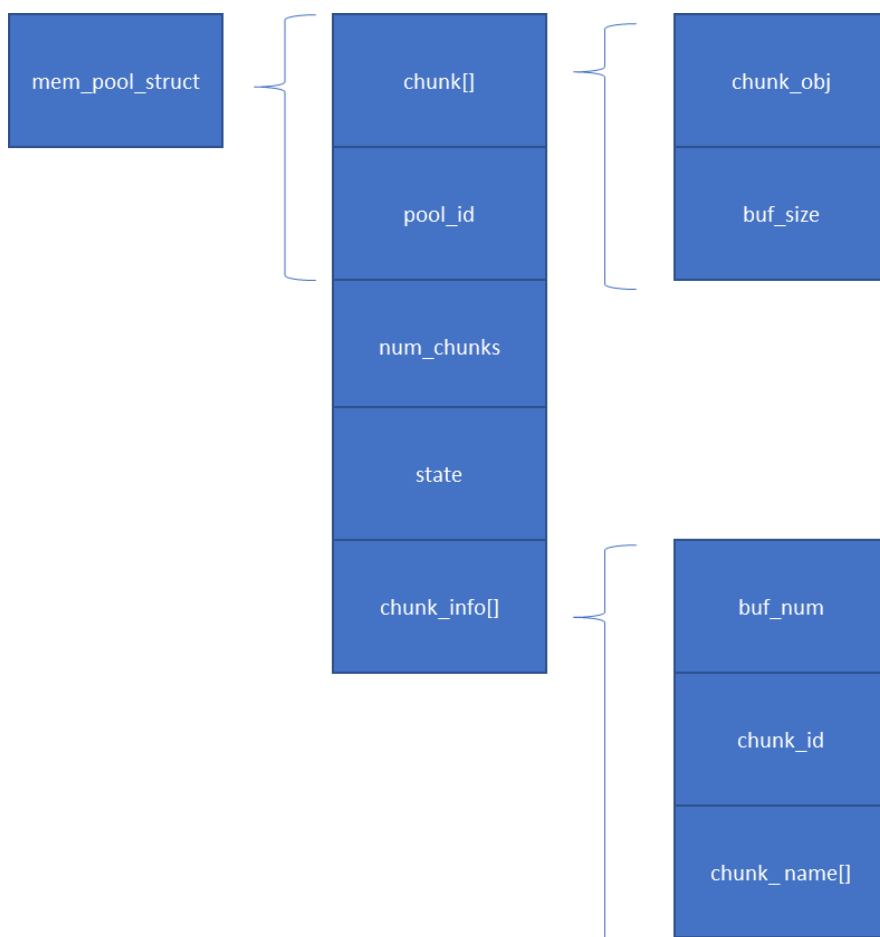 mem_pool_struct
chunk[]
pool_id
num_chunks
state
chunk_info[]
chunk_obj
buf_size
buf_num
chunk_id
chunk_ name[]